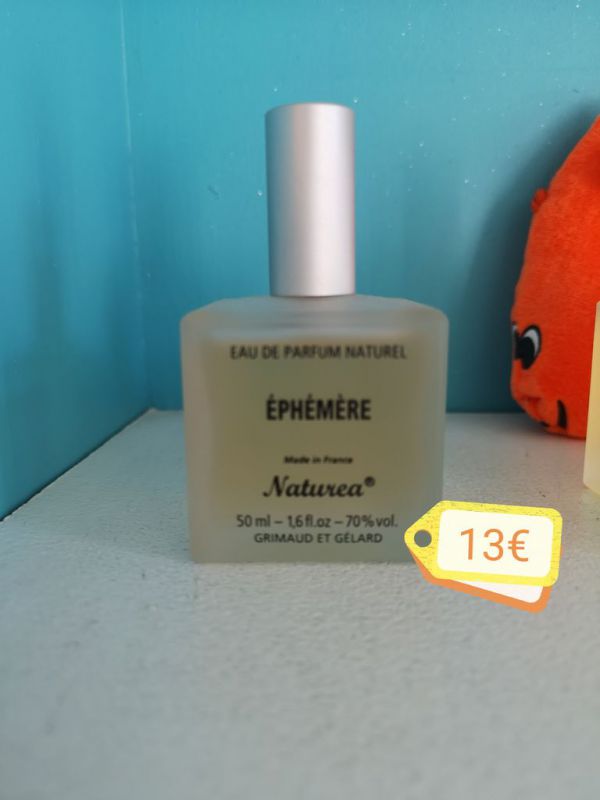 EAU DE PARFUM NATUREL
ÉPHÉMÈRE
Made in France
Naturea®
50 ml – 1,6 fl.oz – 70% vol.
GRIMAUD ET GÉLARD
13€